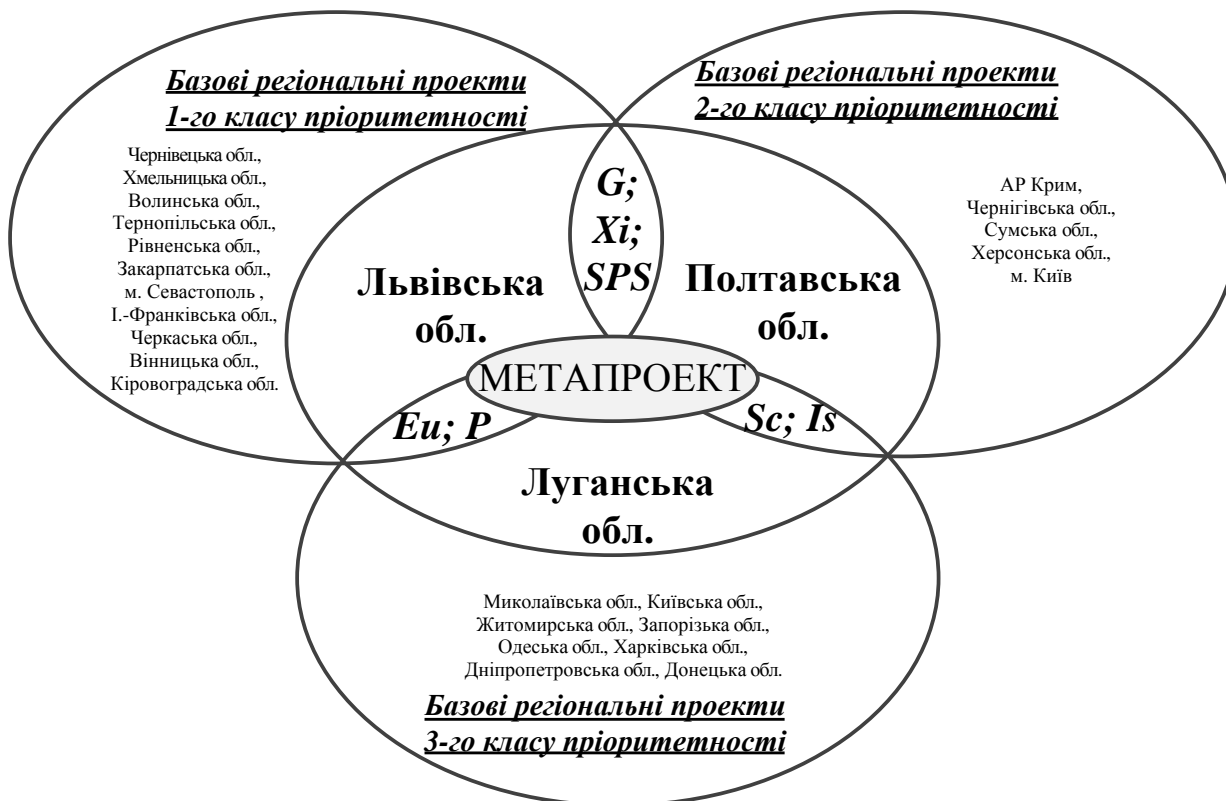 Базові регіональні проекти
1-го класу пріоритетності
Чернівецька обл.,
Хмельницька обл.,
Волинська обл.,
Тернопільська обл.,
Рівненська обл.,
Закарпатська обл.,
м. Севастополь ,
І.-Франківська обл.,
Черкаська обл.,
Вінницька обл.,
Кіровоградська обл.
Базові регіональні проекти
2-го класу пріоритетності
АР Крим,
Чернігівська обл.,
Сумська обл.,
Херсонська обл.,
м. Київ
G;
Xi;
SPS
Львівська
обл.
Полтавська
обл.
МЕТАПРОЕКТ
Eu; P
Sc; Is
Луганська
обл.
Миколаївська обл., Київська обл.,
Житомирська обл., Запорізька обл.,
Одеська обл., Харківська обл.,
Дніпропетровська обл., Донецька обл.
Базові регіональні проекти
3-го класу пріоритетності